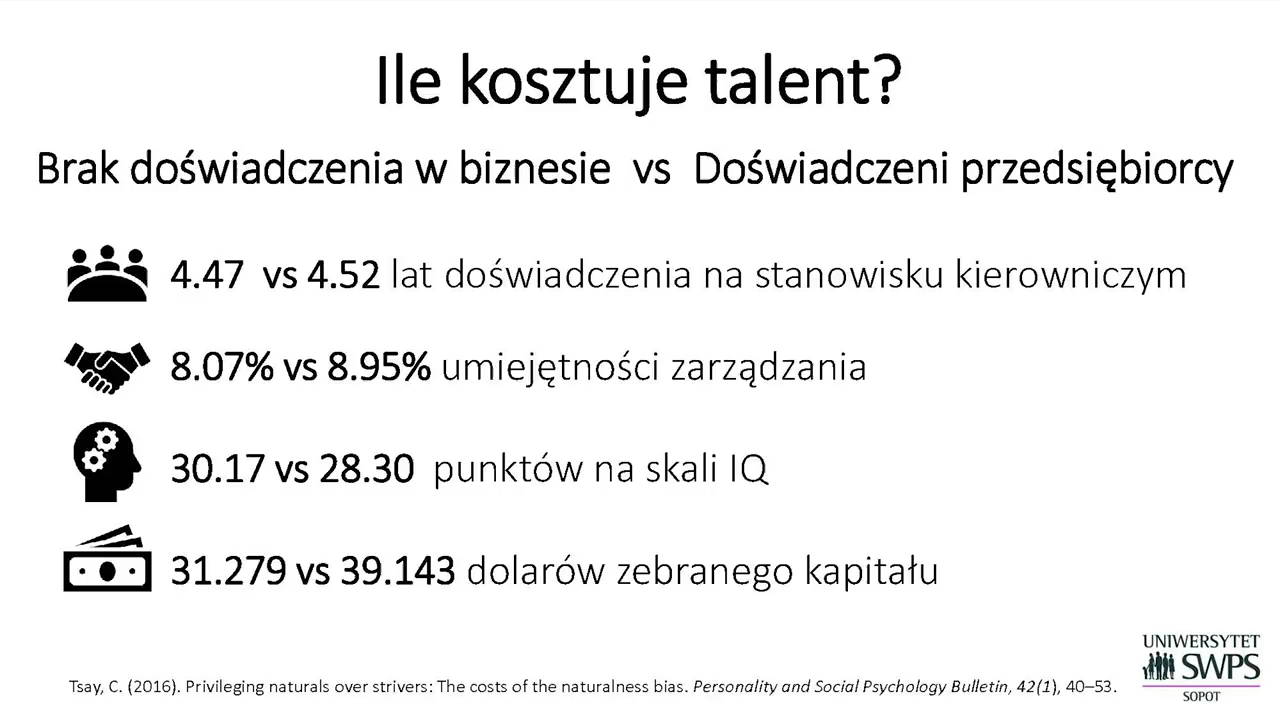 Ile kosztuje talent?
Brak doświadczenia w biznesie vs Doświadczeni przedsiębiorcy
4.47 vs 4.52 lat doświadczenia na stanowisku kierowniczym
8.07% vs 8.95% umiejętności zarządzania
30.17 vs 28.30 punktów na skali IQ
31.279 vs 39.143 dolarów zebranego kapitału
UNIWERSYTET
SWPS
SOPOT
Tsay, C. (2016). Privileging naturals over strivers: The costs of the naturalness bias. Personality and Social Psychology Bulletin, 42(1), 40–53.